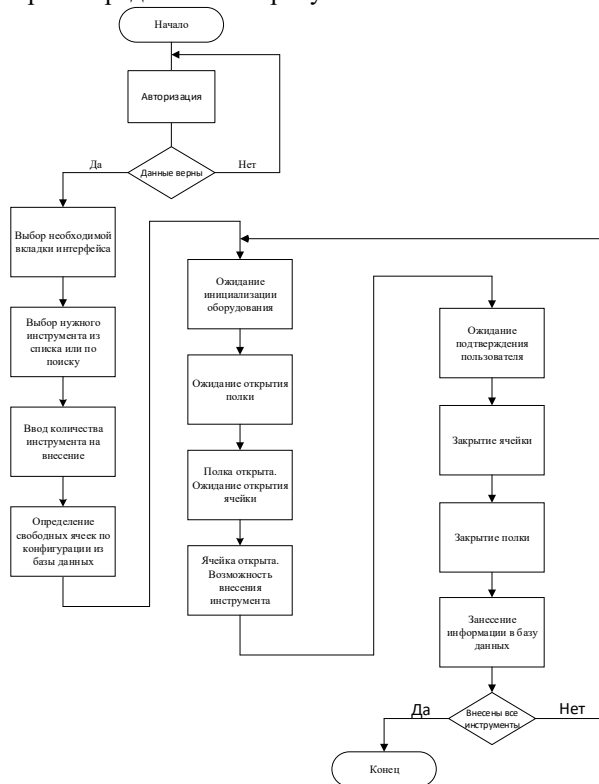 Начало
Авторизация
Данные верны
Да
Нет
Выбор необходимой
вкладки интерфейса
Выбор нужного
инструмента из
списка или по
поиску
Ввод количества
инструмента на
внесение
Определение
свободных ячеек по
конфигурации из
базы данных
Ожидание
инициализации
оборудования
Ожидание открытия
полки
Полка открыта.
Ожидание открытия
ячейки
Ячейка открыта.
Возможность
внесения
инструмента
Ожидание
подтверждения
пользователя
Закрытие ячейки
Закрытие полки
Занесение
информации в базу
данных
Внесены все
инструменты
Да
Нет
Конец